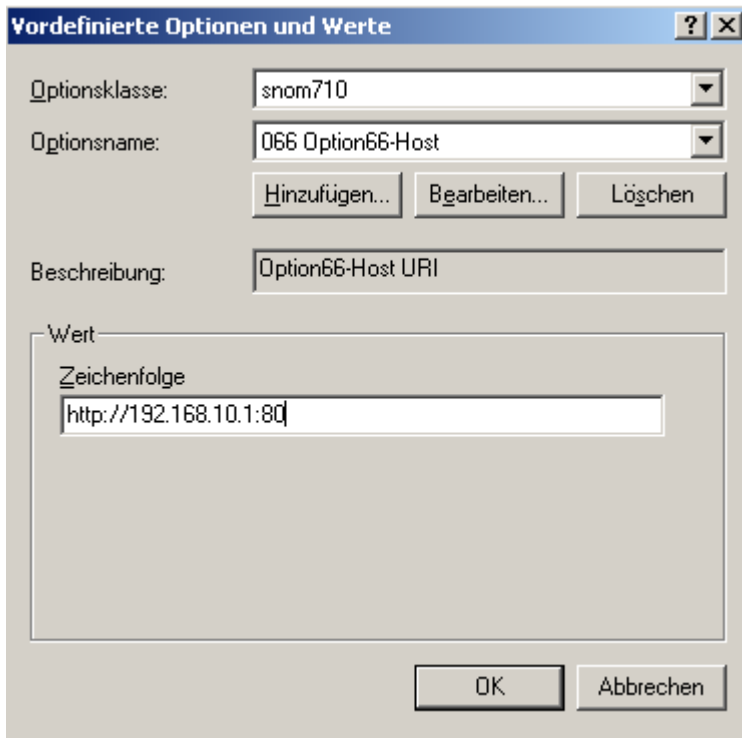 Vordefinierte Optionen und Werte
Optionsklasse: snom710
Optionsname: 066 Option66-Host
Hinzufügen... Bearbeiten... Löschen
Beschreibung: Option66-Host URI
Wert
Zeichenfolge
http://192.168.10.1:80
OK Abbrechen